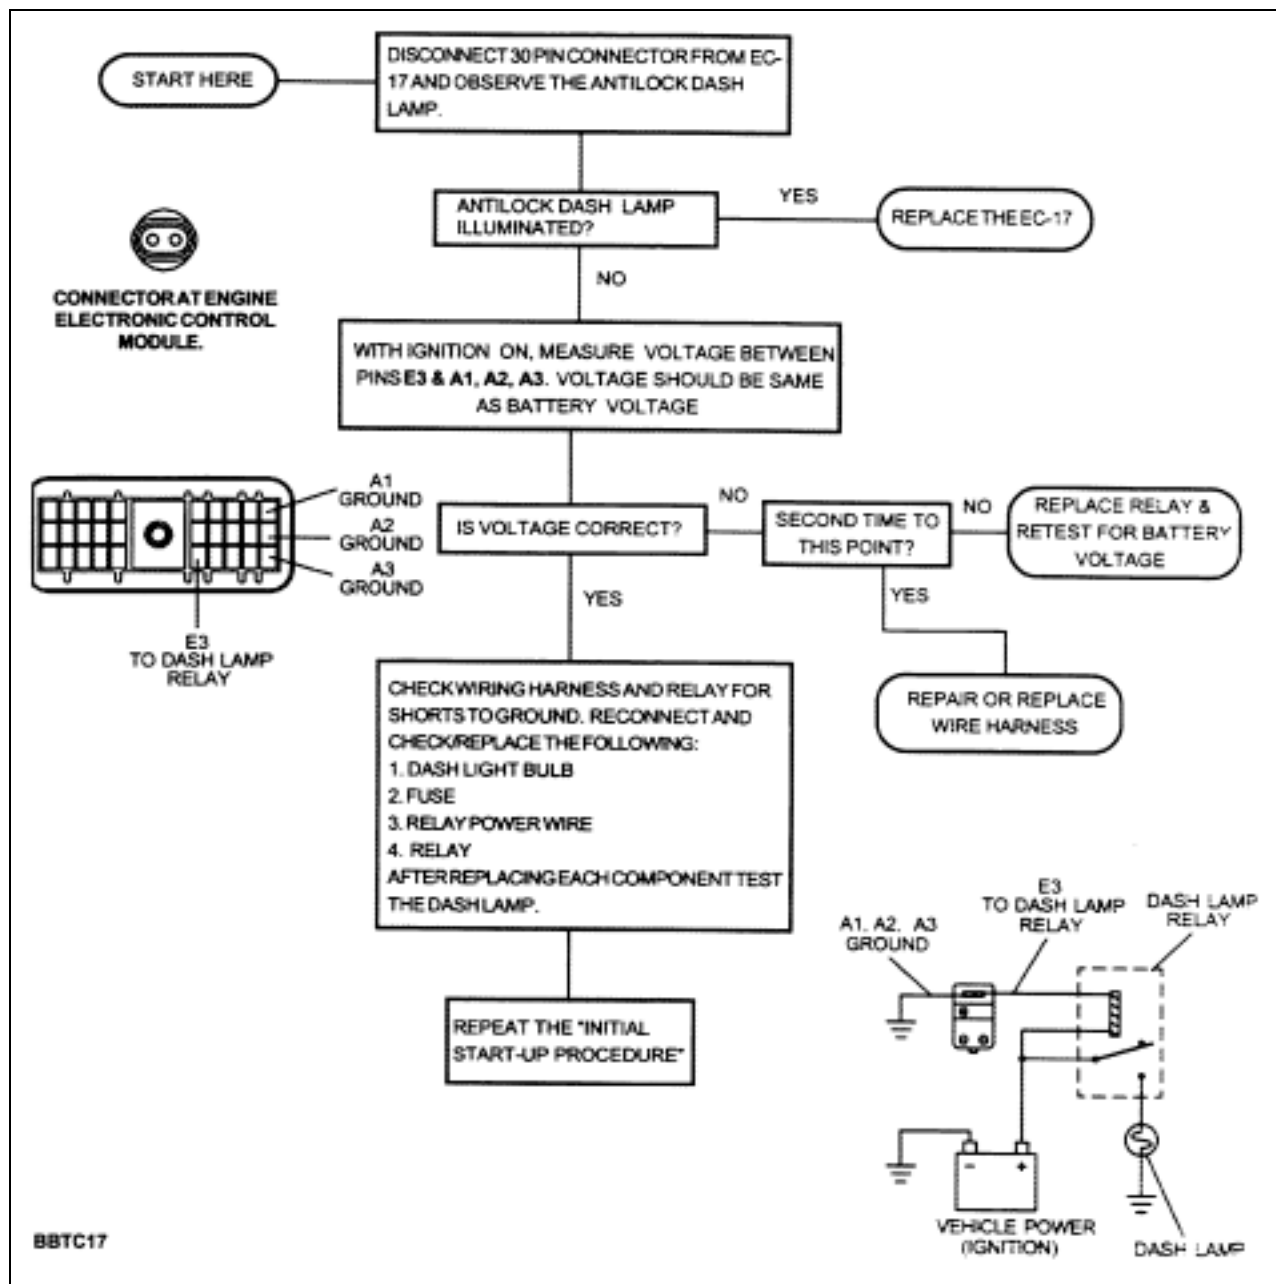 START HERE
DISCONNECT 30 PIN CONNECTOR FROM EC-
17 AND OBSERVE THE ANTILOCK DASH
LAMP.
ANTILOCK DASH LAMP
ILLUMINATED?
YES
REPLACE THE EC-17
NO
CONNECTOR AT ENGINE
ELECTRONIC CONTROL
MODULE.
WITH IGNITION ON, MEASURE VOLTAGE BETWEEN
PINS E3 & A1, A2, A3. VOLTAGE SHOULD BE SAME
AS BATTERY VOLTAGE
A1
GROUND
A2
GROUND
A3
GROUND
E3
TO DASH LAMP
RELAY
IS VOLTAGE CORRECT?
NO
SECOND TIME TO
THIS POINT?
NO
REPLACE RELAY &
RETEST FOR BATTERY
VOLTAGE
YES
YES
REPAIR OR REPLACE
WIRE HARNESS
CHECK WIRING HARNESS AND RELAY FOR
SHORTS TO GROUND. RECONNECT AND
CHECK/REPLACE THE FOLLOWING:
1. DASH LIGHT BULB
2. FUSE
3. RELAY POWER WIRE
4. RELAY
AFTER REPLACING EACH COMPONENT TEST
THE DASH LAMP.
REPEAT THE "INITIAL
START-UP PROCEDURE"
A1. A2. A3
GROUND
E3
TO DASH LAMP
RELAY
DASH LAMP
RELAY
- +
VEHICLE POWER
(IGNITION)
DASH LAMP
BBTC17